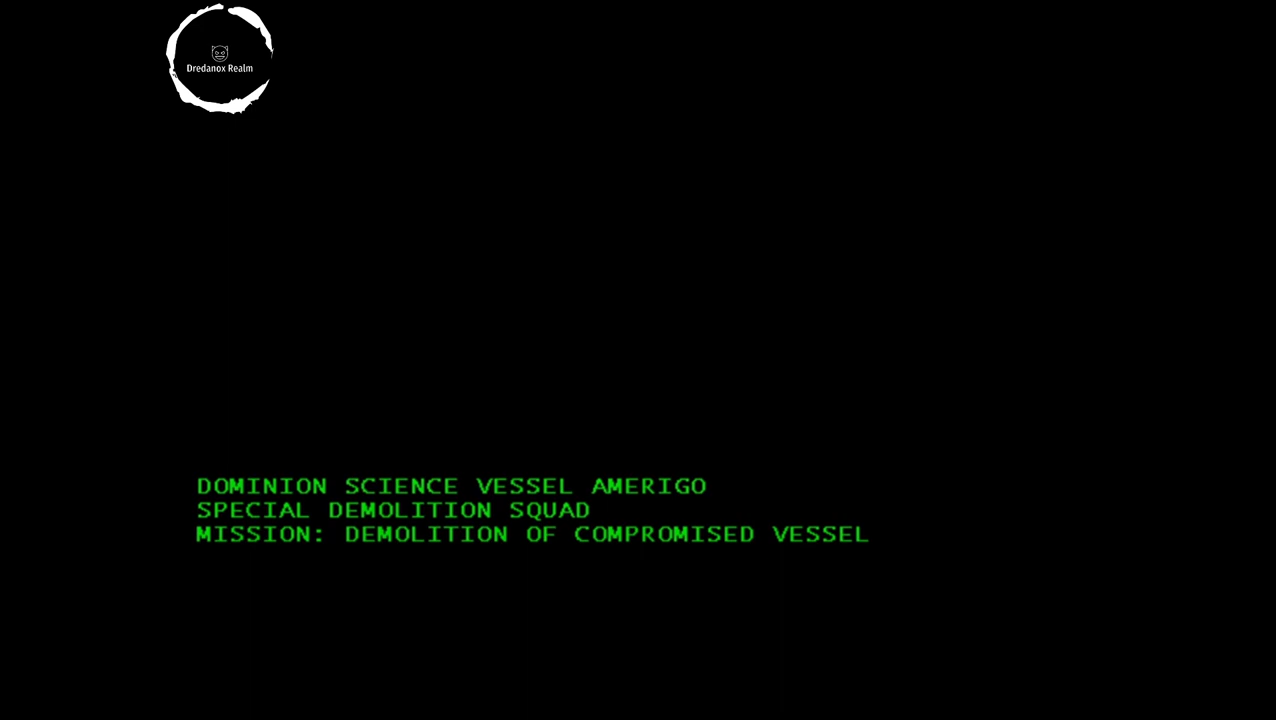 Dredanox Realm
DOMINION SCIENCE VESSEL AMERIGO
SPECIAL DEMOLITION SQUAD
MISSION: DEMOLITION OF COMPROMISED VESSEL